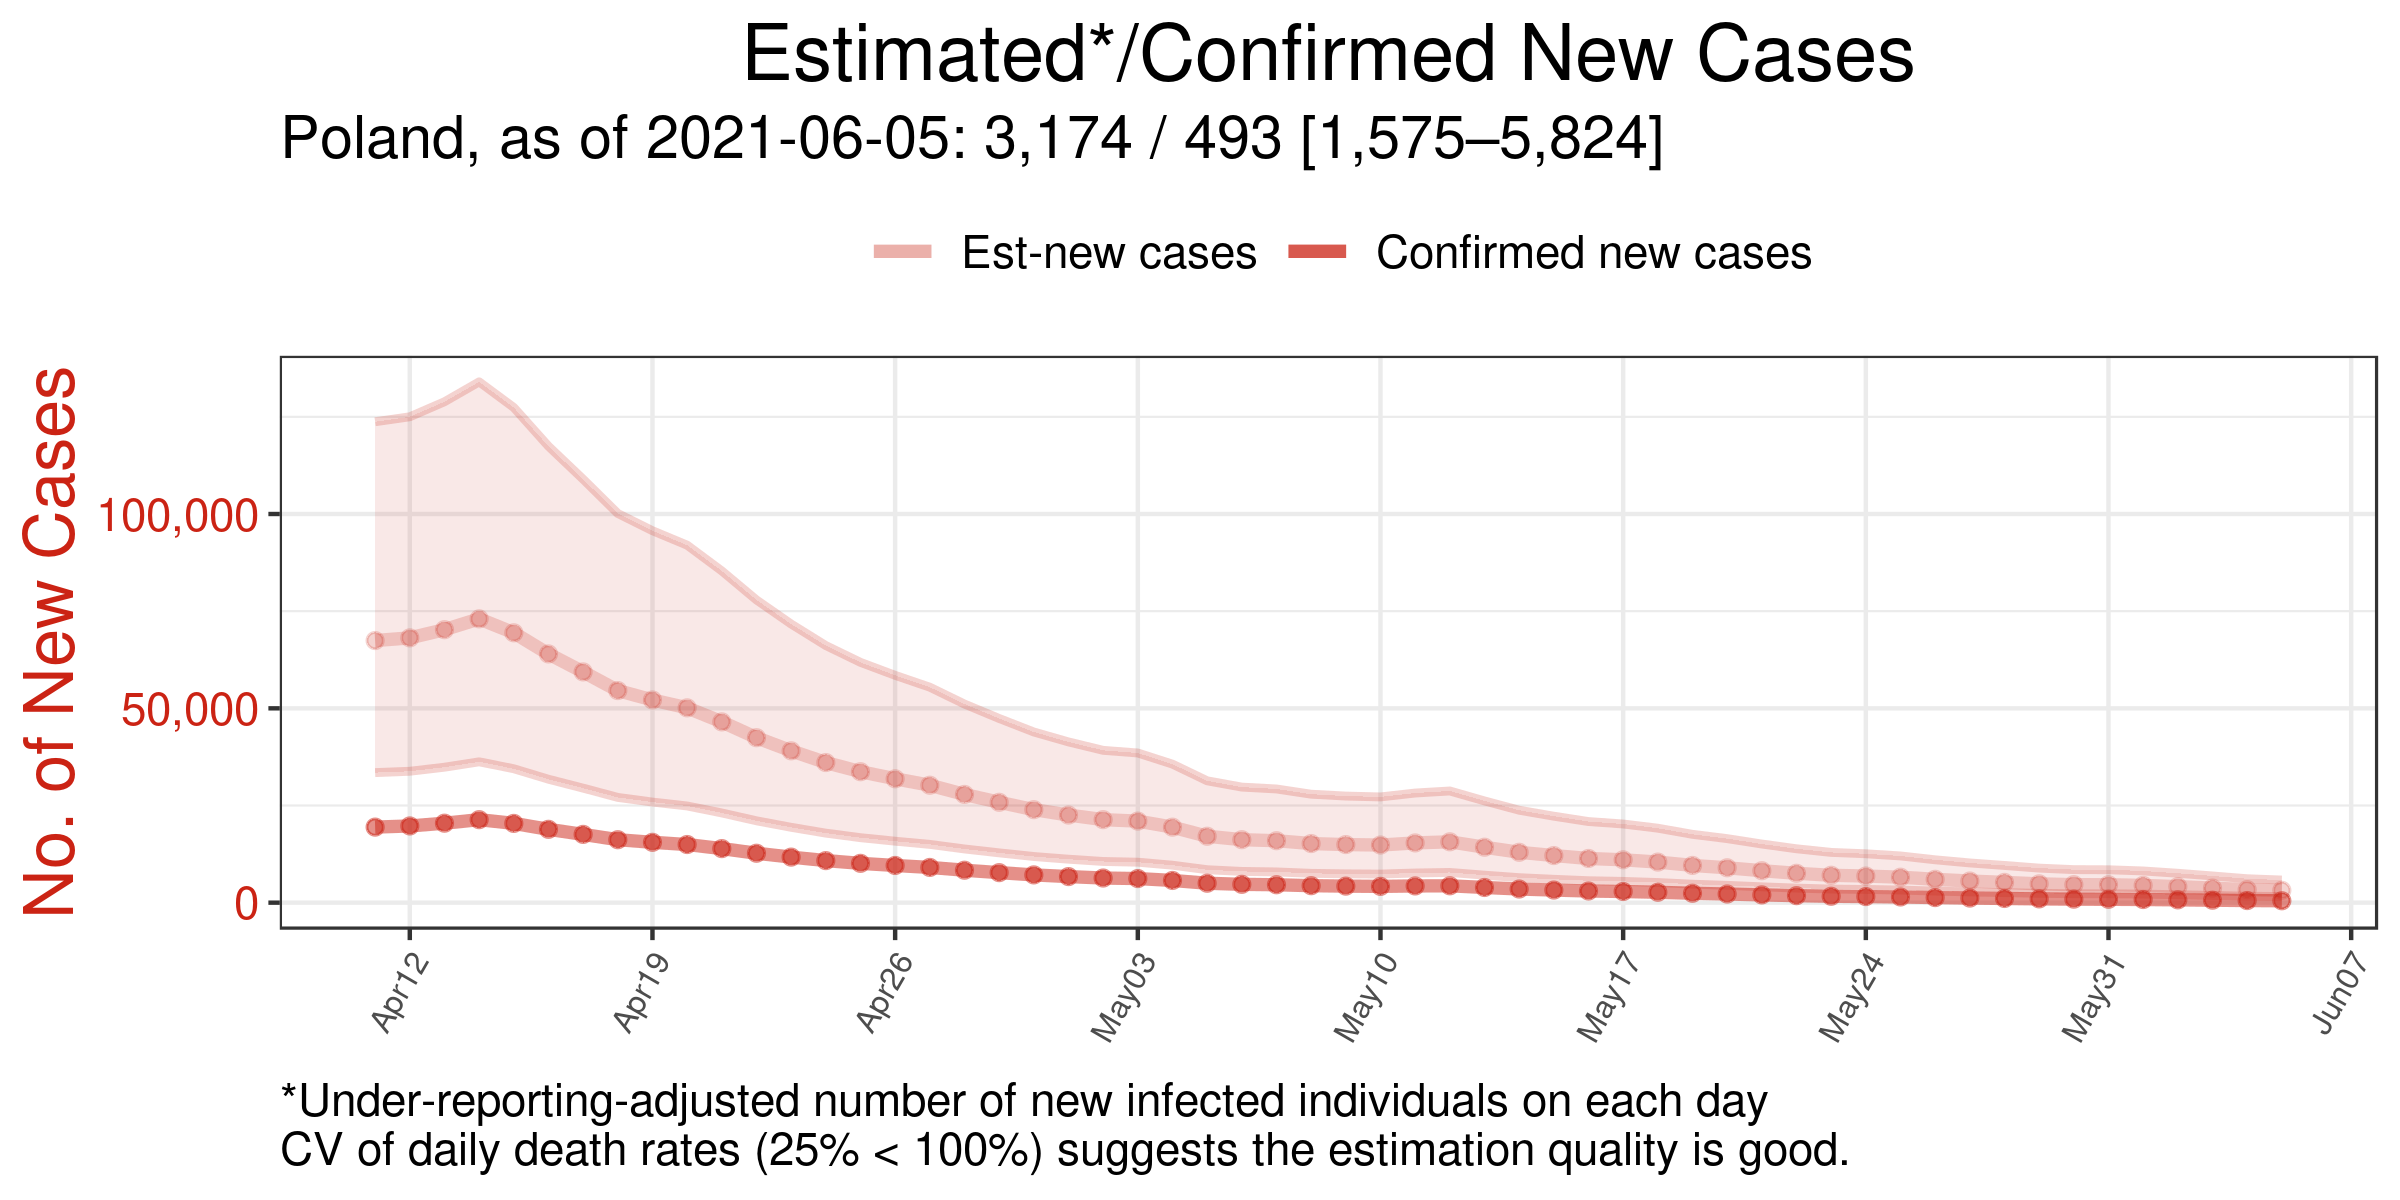 Estimated*/Confirmed New Cases
Poland, as of 2021-06-05: 3,174 / 493 [1,575–5,824]
Est-new cases
Confirmed new cases
No. of New Cases
100,000
50,000
0
Apr12
Apr19
Apr26
May03
May10
May17
May24
May31
Jun07
*Under-reporting-adjusted number of new infected individuals on each day
CV of daily death rates (25% < 100%) suggests the estimation quality is good.